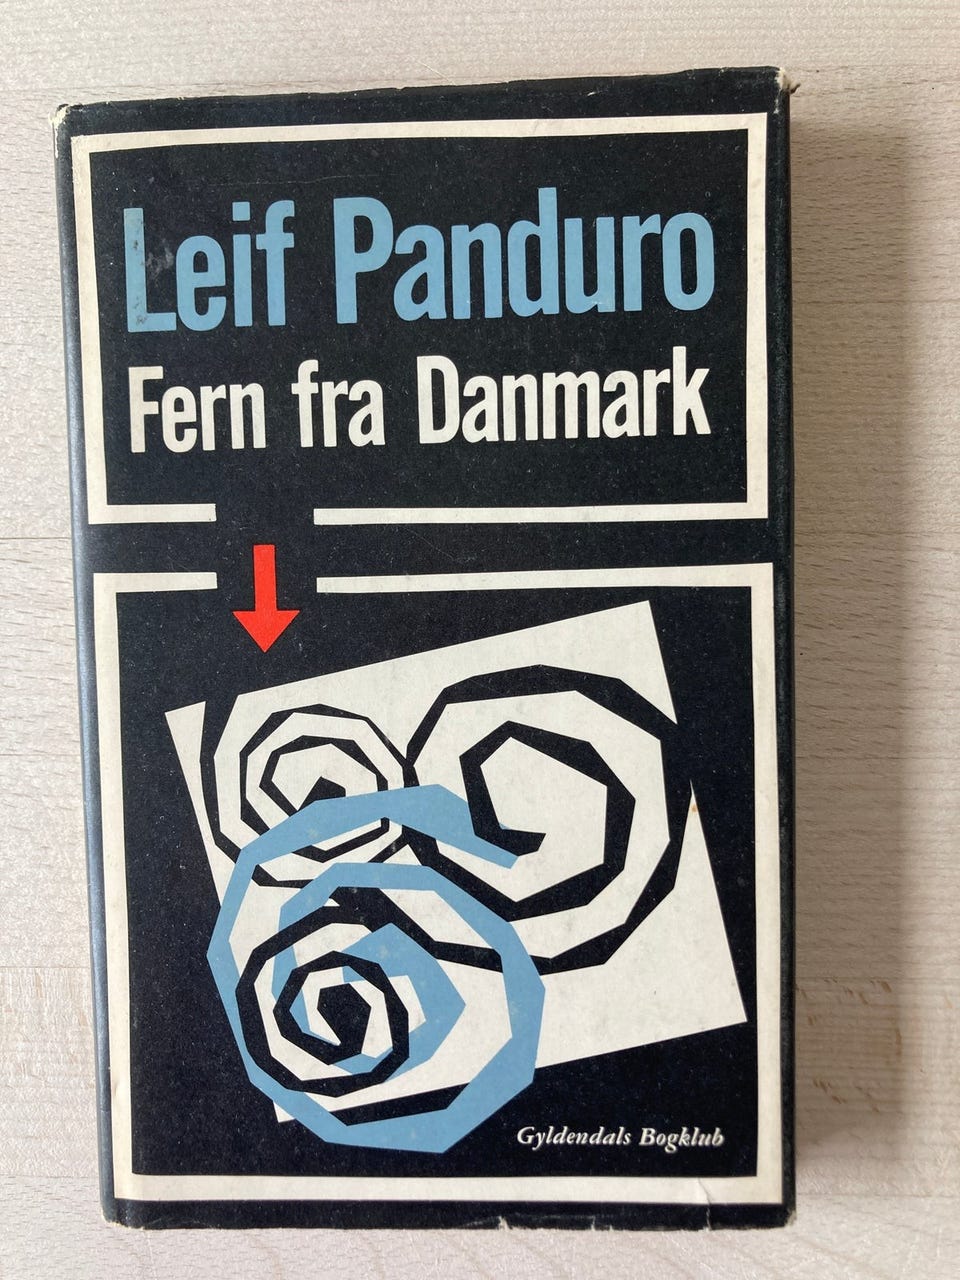 Leif Panduro
Fern fra Danmark
Gyldendals Bogklub